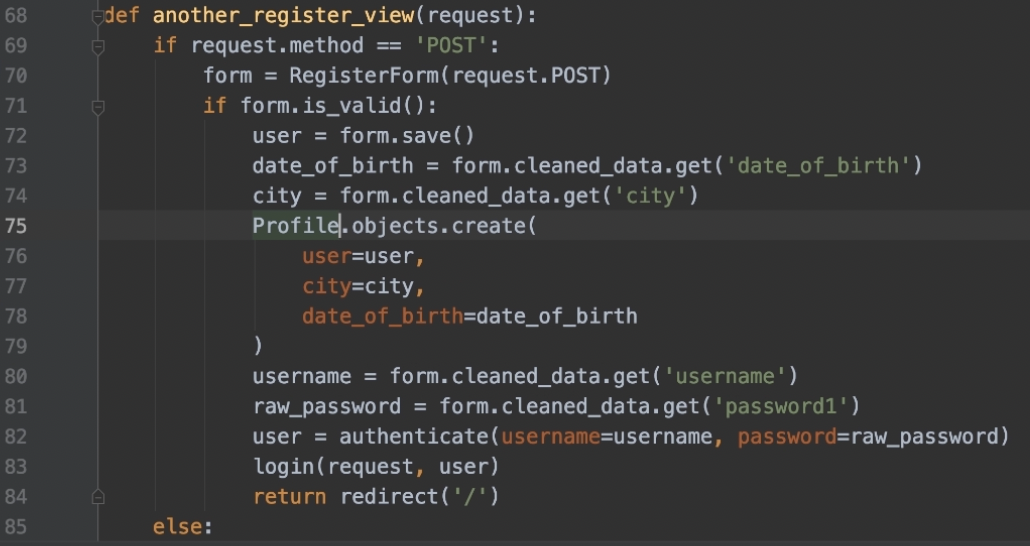 68 def another_register_view(request):
69     if request.method == 'POST':
70         form = RegisterForm(request.POST)
71         if form.is_valid():
72             user = form.save()
73             date_of_birth = form.cleaned_data.get('date_of_birth')
74             city = form.cleaned_data.get('city')
75             Profile.objects.create(
76                 user=user,
77                 city=city,
78                 date_of_birth=date_of_birth
79             )
80             username = form.cleaned_data.get('username')
81             raw_password = form.cleaned_data.get('password1')
82             user = authenticate(username=username, password=raw_password)
83             login(request, user)
84             return redirect('/')
85     else: